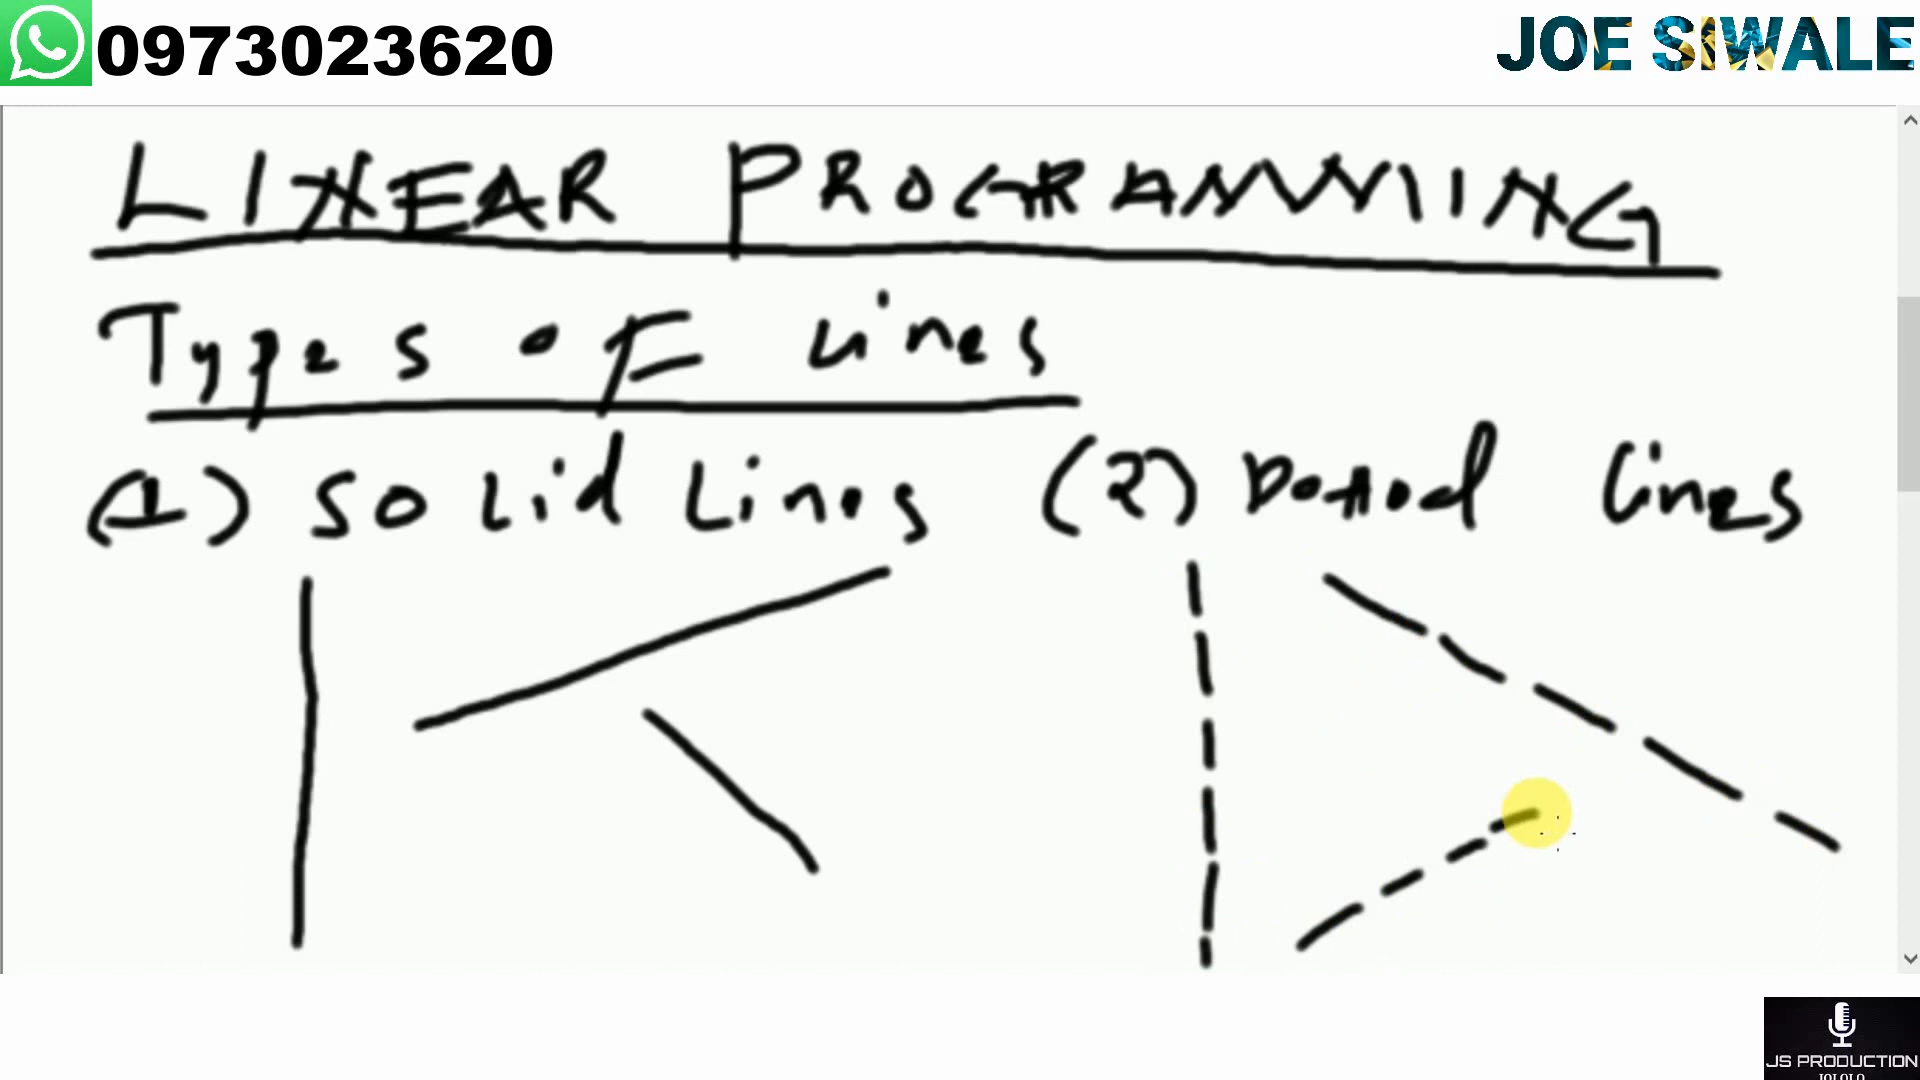 0973023620
JOE SIWALE
LINEAR PROGRAMMING
Types of Lines
(1) Solid Lines (2) Dotted Lines
JS PRODUCTION